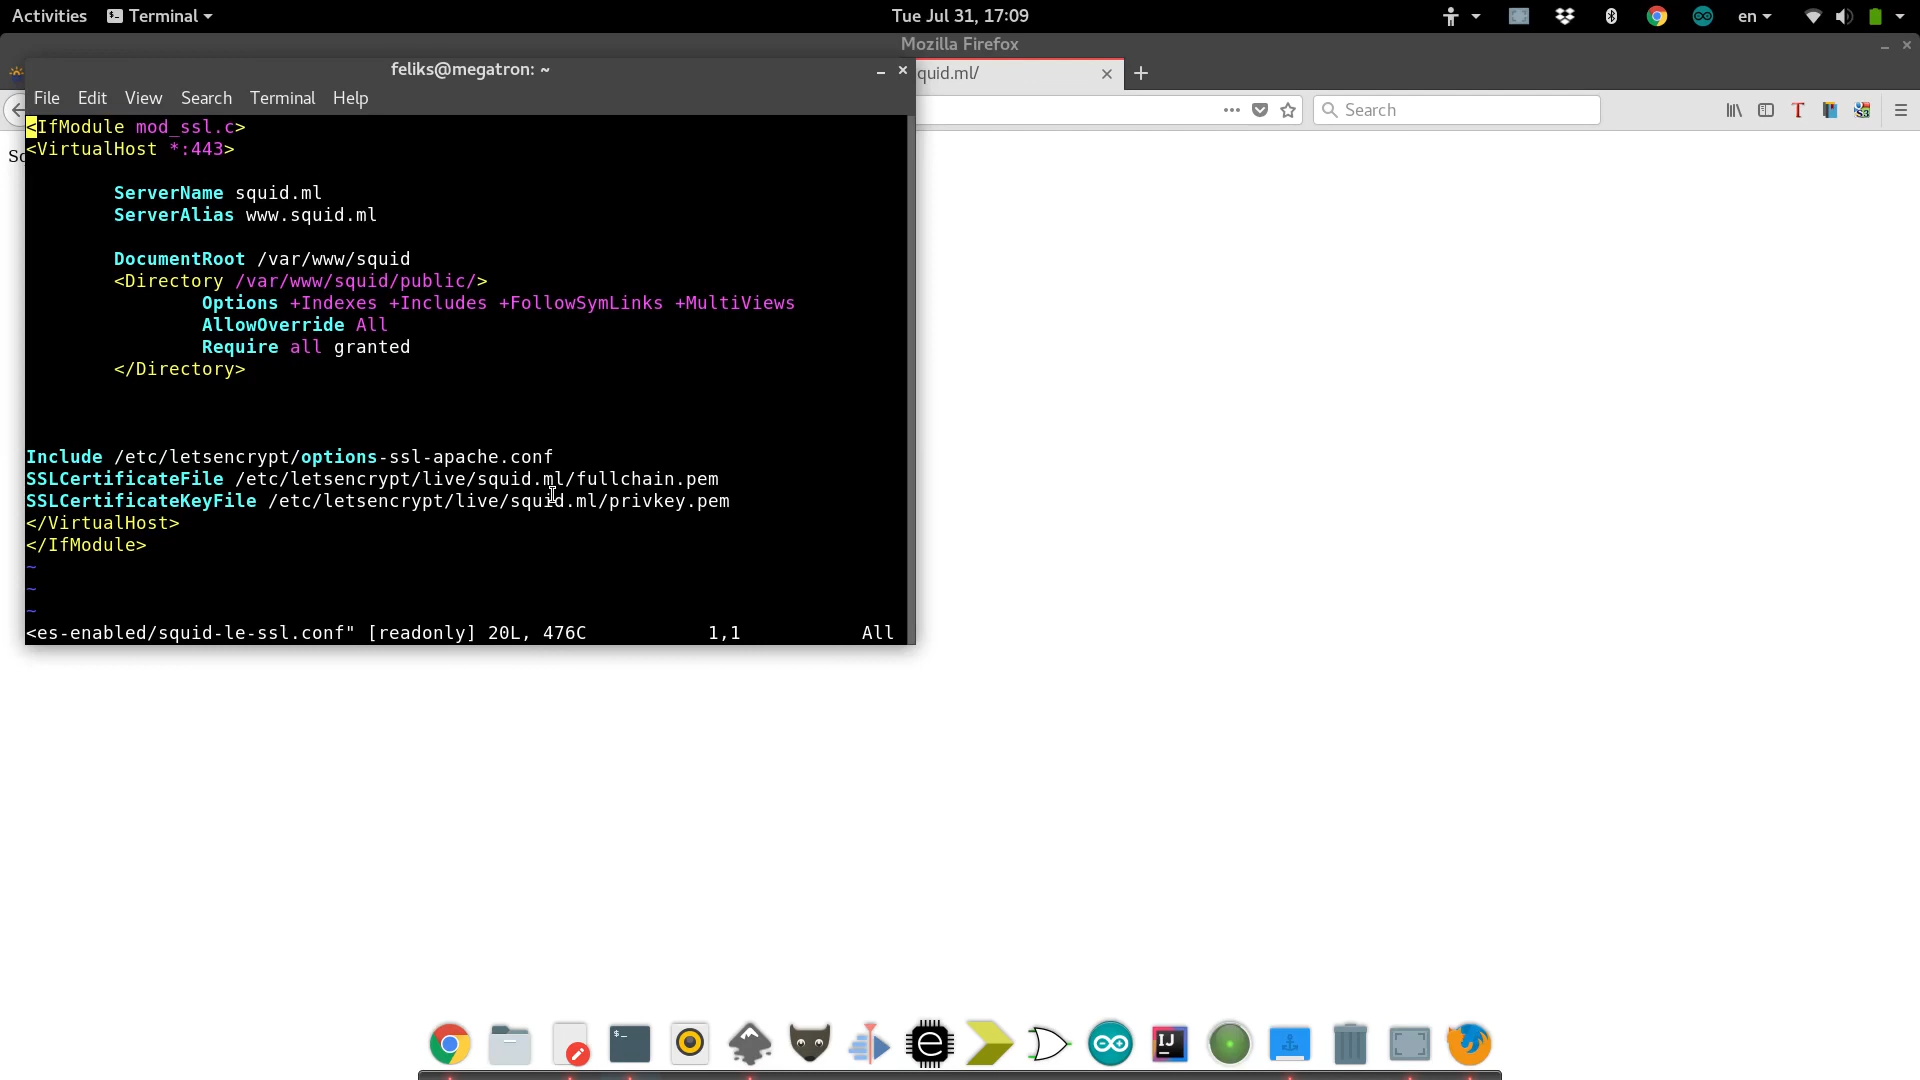 Activities Terminal Tue Jul 31, 17:09 en
Mozilla Firefox
feliks@megatron: ~
quid.ml/
File Edit View Search Terminal Help
Search
<IfModule mod_ssl.c>
<VirtualHost *:443>
ServerName squid.ml
ServerAlias www.squid.ml
DocumentRoot /var/www/squid
<Directory /var/www/squid/public/>
Options +Indexes +Includes +FollowSymLinks +MultiViews
AllowOverride All
Require all granted
</Directory>
Include /etc/letsencrypt/options-ssl-apache.conf
SSLCertificateFile /etc/letsencrypt/live/squid.ml/fullchain.pem
SSLCertificateKeyFile /etc/letsencrypt/live/squid.ml/privkey.pem
</VirtualHost>
</IfModule>
~
~
~
<es-enabled/squid-le-ssl.conf" [readonly] 20L, 476C 1,1 All